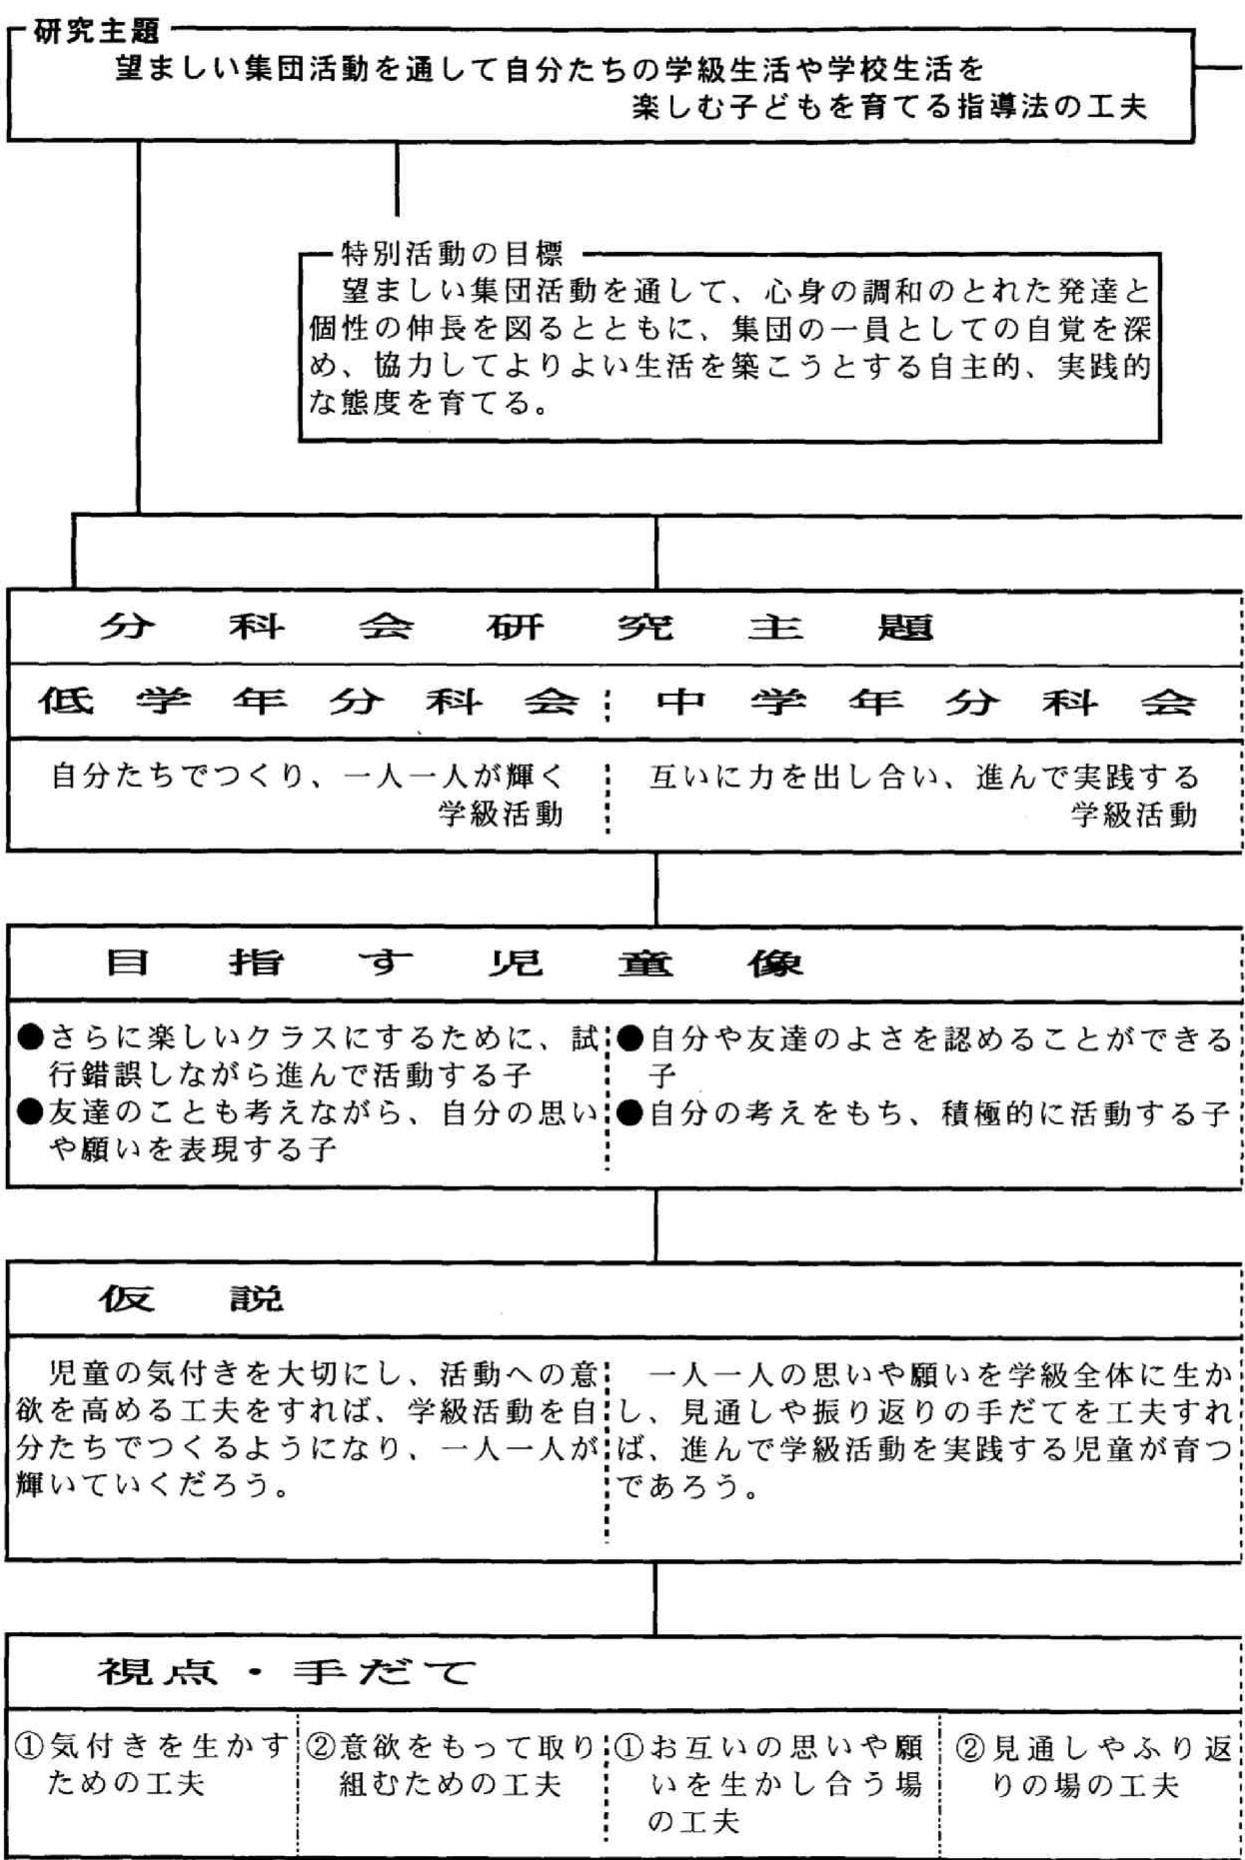 研究主題
望ましい集団活動を通して自分たちの学級生活や学校生活を
楽しむ子どもを育てる指導法の工夫
特別活動の目標
望ましい集団活動を通して、心身の調和のとれた発達と
個性の伸長を図るとともに、集団の一員としての自覚を深
め、協力してよりよい生活を築こうとする自主的、実践的
な態度を育てる。
分科会研究主題
低学年分科会
中学年分科会
自分たちでつくり、一人一人が輝く
学級活動
互いに力を出し合い、進んで実践する
学級活動
目指す児童像
●さらに楽しいクラスにするために、試
行錯誤しながら進んで活動する子
●友達のことも考えながら、自分の思い
や願いを表現する子
●自分や友達のよさを認めることができる
子
●自分の考えをもち、積極的に活動する子
仮説
児童の気付きを大切にし、活動への意
欲を高める工夫をすれば、学級活動を自
分たちでつくるようになり、一人一人が
輝いていくだろう。
一人一人の思いや願いを学級全体に生か
し、見通しや振り返りの手だてを工夫すれ
ば、進んで学級活動を実践する児童が育つ
であろう。
視点・手だて
①気付きを生かす
ための工夫
②意欲をもって取り
組むための工夫
①お互いの思いや願
いを生かし合う場
の工夫
②見通しやふり返
りの場の工夫